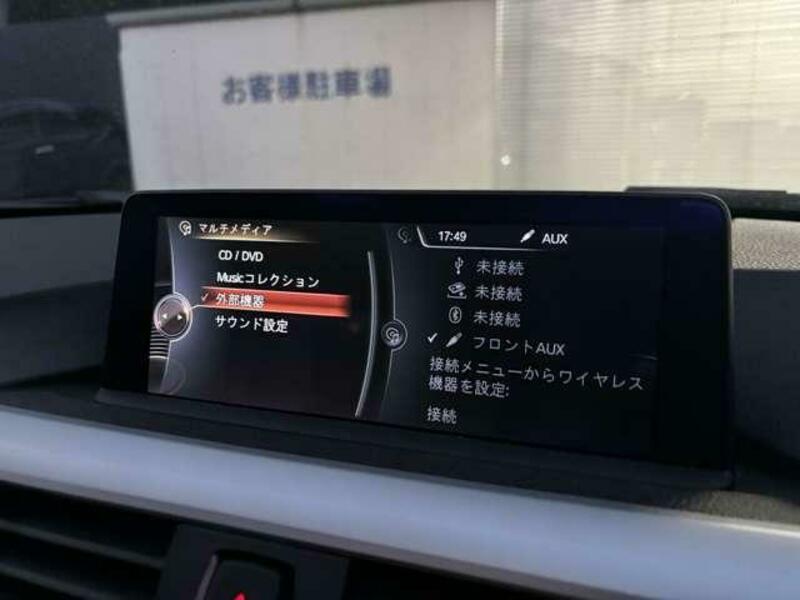 お客様駐車場
マルチメディア
CD / DVD
Musicコレクション
外部機器
サウンド設定
17:49 AUX
未接続
未接続
未接続
フロントAUX
接続メニューからワイヤレス
機器を設定:
接続